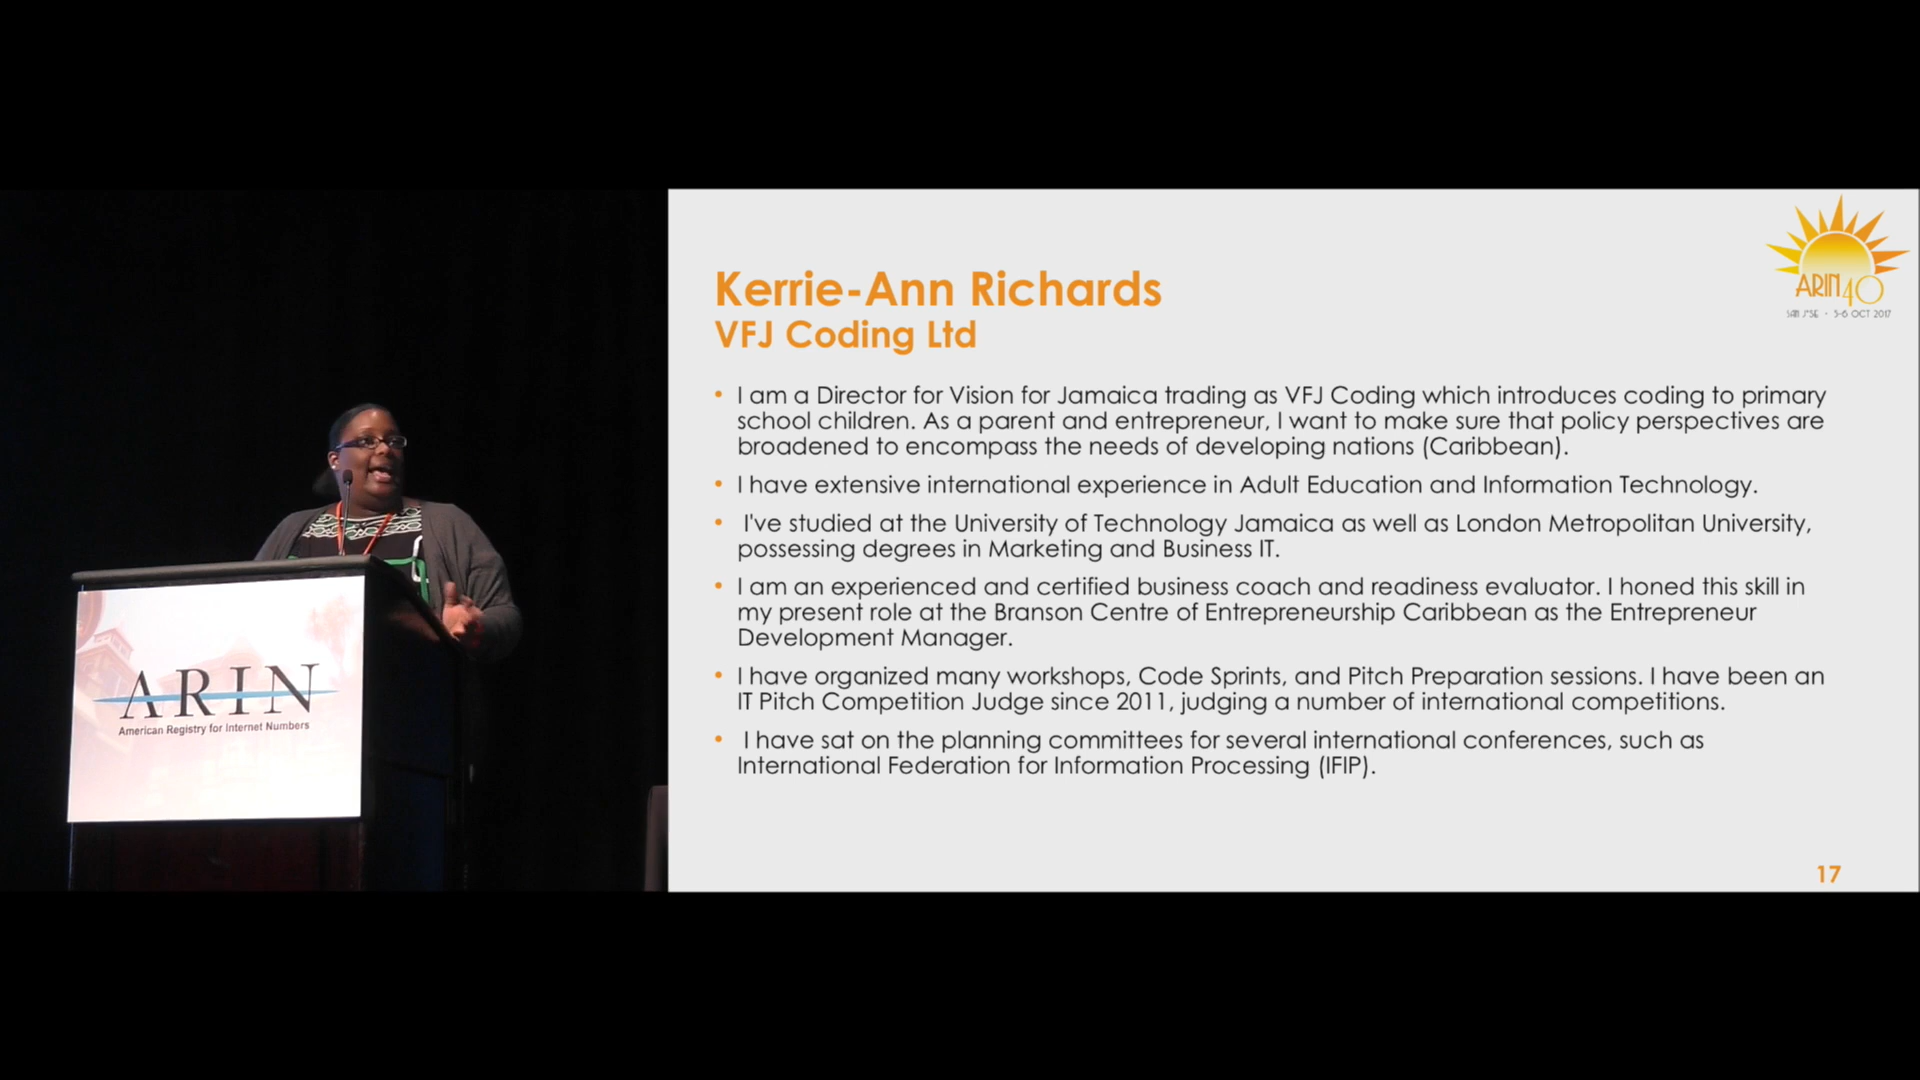 Kerrie-Ann Richards
VFJ Coding Ltd
• I am a Director for Vision for Jamaica trading as VFJ Coding which introduces coding to primary
school children. As a parent and entrepreneur, I want to make sure that policy perspectives are
broadened to encompass the needs of developing nations (Caribbean).
• I have extensive international experience in Adult Education and Information Technology.
• I've studied at the University of Technology Jamaica as well as London Metropolitan University,
possessing degrees in Marketing and Business IT.
• I am an experienced and certified business coach and readiness evaluator. I honed this skill in
my present role at the Branson Centre of Entrepreneurship Caribbean as the Entrepreneur
Development Manager.
• I have organized many workshops, Code Sprints, and Pitch Preparation sessions. I have been an
IT Pitch Competition Judge since 2011, judging a number of international competitions.
• I have sat on the planning committees for several international conferences, such as
International Federation for Information Processing (IFIP).
17
ARIN 40
SAN JOSE · 5-6 OCT 2017
ARIN
American Registry for Internet Numbers